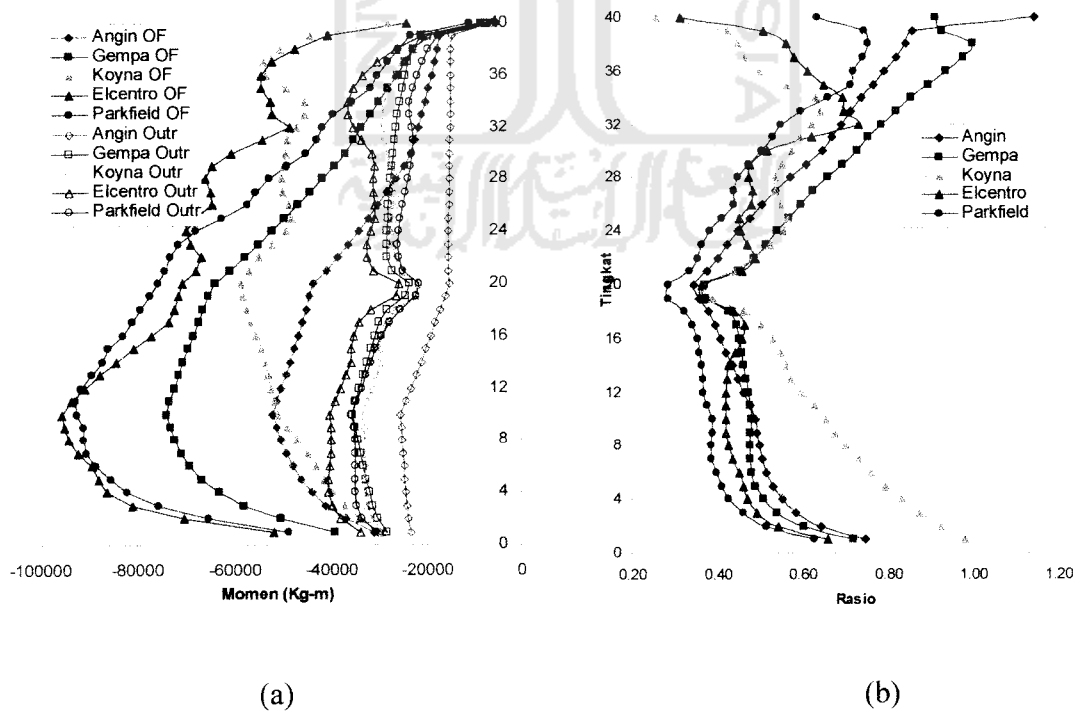 Angin OF
Gempa OF
Koyna OF
Elcentro OF
Parkfield OF
Angin Outr
Gempa Outr
Koyna Outr
Elcentro Outr
Parkfield Outr
40
36
32
28
24
20
16
12
8
4
0
-100000 -80000 -60000 -40000 -20000 0
Momen (Kg-m)
(a)
Tingkat
40
36
32
28
24
20
16
12
8
4
0
Angin
Gempa
Koyna
Elcentro
Parkfield
0.20 0.40 0.60 0.80 1.00 1.20
Rasio
(b)